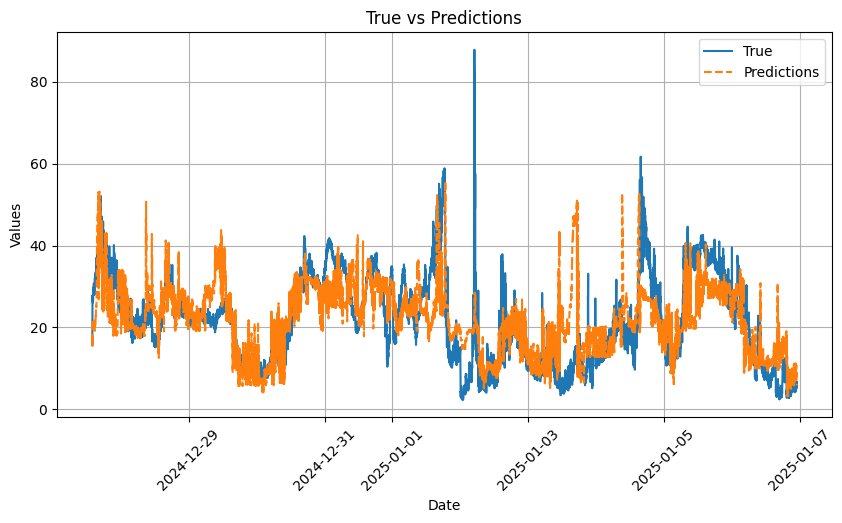 True vs Predictions
True
Predictions
Values
80
60
40
20
0
2024-12-29
2024-12-31
2025-01-01
2025-01-03
2025-01-05
2025-01-07
Date